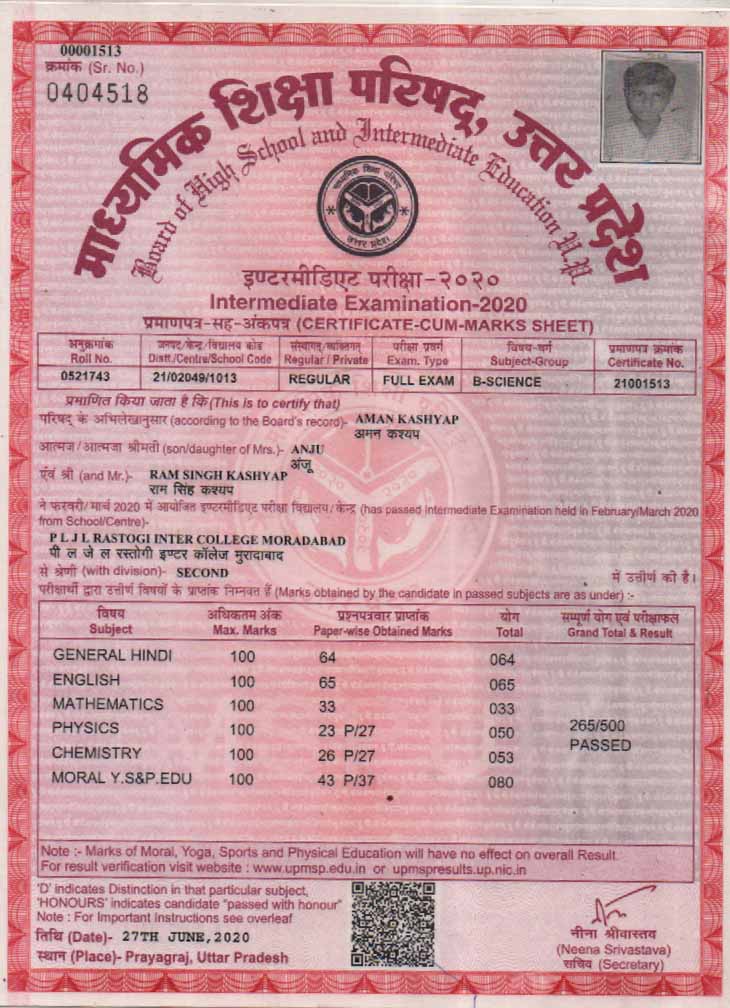 00001513
क्रमांक (Sr. No.)
0404518
माध्यमिक शिक्षा परिषद्, उत्तर प्रदेश
Board of High School and Intermediate Education U.P.
माध्यमिक शिक्षा परिषद्
उत्तर प्रदेश
इण्टरमीडिएट परीक्षा-२०२०
Intermediate Examination-2020
प्रमाणपत्र-सह-अंकपत्र (CERTIFICATE-CUM-MARKS SHEET)
अनुक्रमांक जनपद/केन्द्र/विद्यालय कोड संस्थागत/व्यक्तिगत परीक्षा प्रवर्ग विषय-वर्ग प्रमाणपत्र क्रमांक
Roll No. Distt./Centre/School Code Regular / Private Exam. Type Subject-Group Certificate No.
0521743 21/02049/1013 REGULAR FULL EXAM B-SCIENCE 21001513
प्रमाणित किया जाता है कि (This is to certify that)
परिषद् के अभिलेखानुसार (according to the Board's record)- AMAN KASHYAP
अमन कश्यप
आत्मज/आत्मजा श्रीमती (son/daughter of Mrs.)- ANJU
अंजू
एंवं श्री (and Mr.)- RAM SINGH KASHYAP
राम सिंह कश्यप
ने फरवरी/मार्च 2020 में आयोजित इण्टरमीडिएट परीक्षा विद्यालय/केन्द्र (has passed Intermediate Examination held in February/March 2020
from School/Centre)-
P L J L RASTOGI INTER COLLEGE MORADABAD
पी ल जे ल रस्तोगी इण्टर कॉलेज मुरादाबाद
से श्रेणी (with division)- SECOND में उत्तीर्ण की है।
परीक्षार्थी द्वारा उत्तीर्ण विषयों के प्राप्तांक निम्नवत हैं (Marks obtained by the candidate in passed subjects are as under) :-
विषय अधिकतम अंक प्रश्नपत्रवार प्राप्तांक योग सम्पूर्ण योग एवं परीक्षाफल
Subject Max. Marks Paper-wise Obtained Marks Total Grand Total & Result
GENERAL HINDI 100 64 064
ENGLISH 100 65 065
MATHEMATICS 100 33 033
PHYSICS 100 23 P/27 050 265/500
CHEMISTRY 100 26 P/27 053 PASSED
MORAL Y.S&P.EDU 100 43 P/37 080
Note :- Marks of Moral, Yoga, Sports and Physical Education will have no effect on overall Result
For result verification visit website : www.upmsp.edu.in or upmspresults.up.nic.in
'D' indicates Distinction in that particular subject,
'HONOURS' indicates candidate "passed with honour"
Note : For Important Instructions see overleaf
तिथि (Date)- 27TH JUNE,2020
स्थान (Place)- Prayagraj, Uttar Pradesh
नीना श्रीवास्तव
(Neena Srivastava)
सचिव (Secretary)